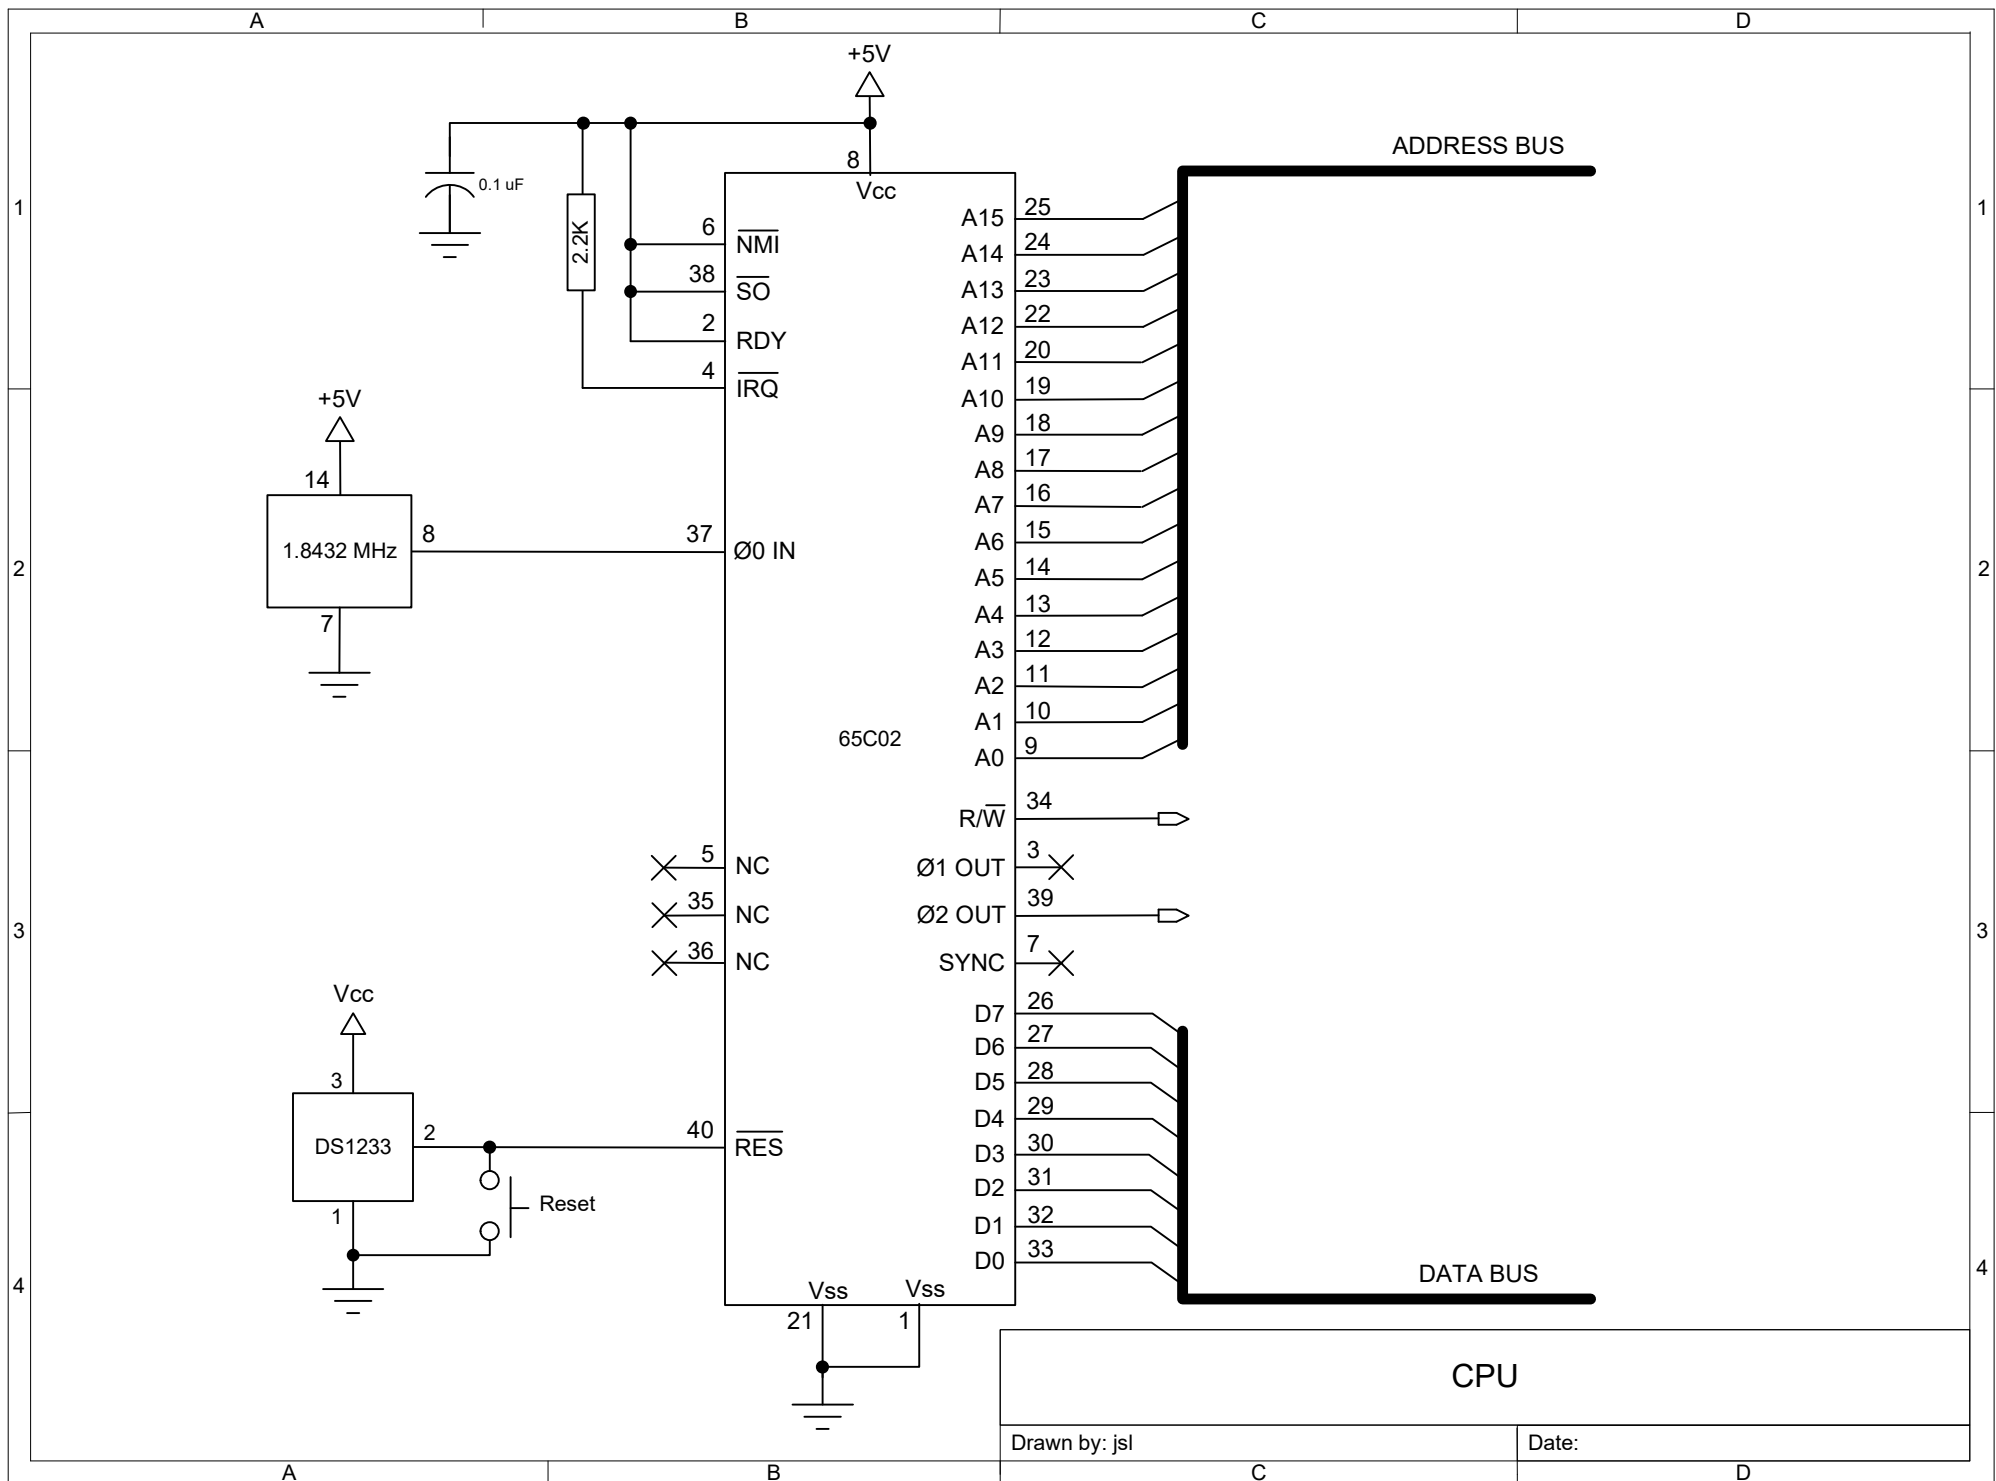 A B C D
+5V
ADDRESS BUS
8
Vcc
0.1 uF
1 1
2.2K
6 NMI
38 SO
2 RDY
4 IRQ
A15 25
A14 24
A13 23
A12 22
A11 20
A10 19
A9 18
A8 17
A7 16
A6 15
A5 14
A4 13
A3 12
A2 11
A1 10
A0 9
+5V
14
1.8432 MHz
8
7
37 Ø0 IN
2 2
65C02
R/W 34
Ø1 OUT 3
Ø2 OUT 39
SYNC 7
5 NC
35 NC
36 NC
3 3
Vcc
3
DS1233
2
1
Reset
40 RES
D7 26
D6 27
D5 28
D4 29
D3 30
D2 31
D1 32
D0 33
4 4
DATA BUS
Vss Vss
21 1
CPU
Drawn by: jsl
Date:
A B C D